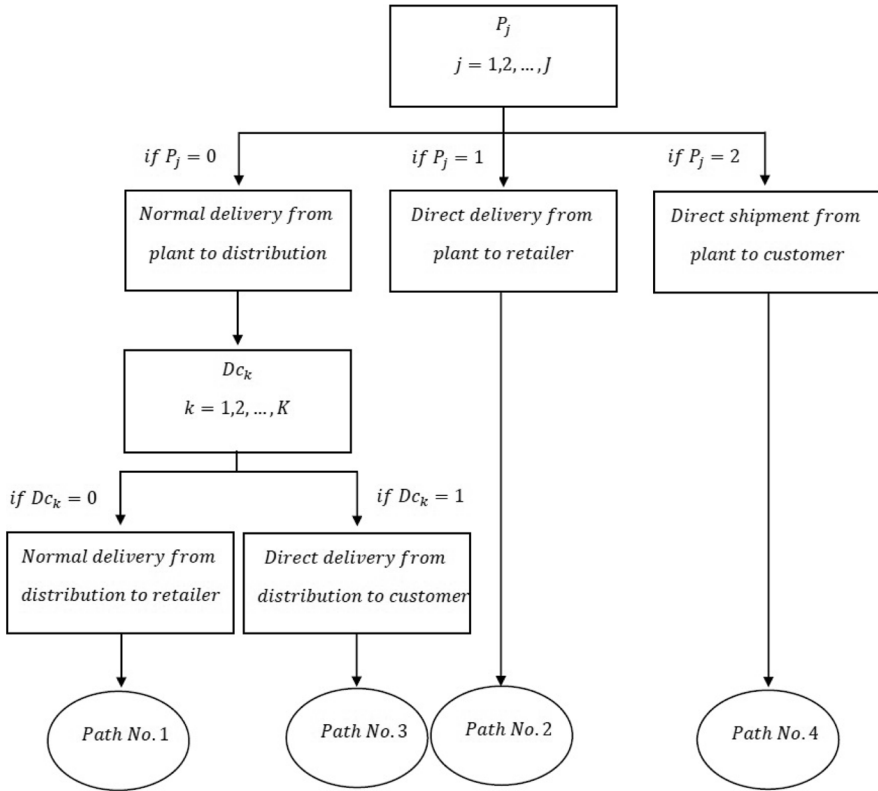 P_j
j = 1,2, ..., J
if P_j = 0
if P_j = 1
if P_j = 2
Normal delivery from
plant to distribution
Direct delivery from
plant to retailer
Direct shipment from
plant to customer
Dc_k
k = 1,2, ..., K
if Dc_k = 0
if Dc_k = 1
Normal delivery from
distribution to retailer
Direct delivery from
distribution to customer
Path No. 1
Path No. 3
Path No. 2
Path No. 4